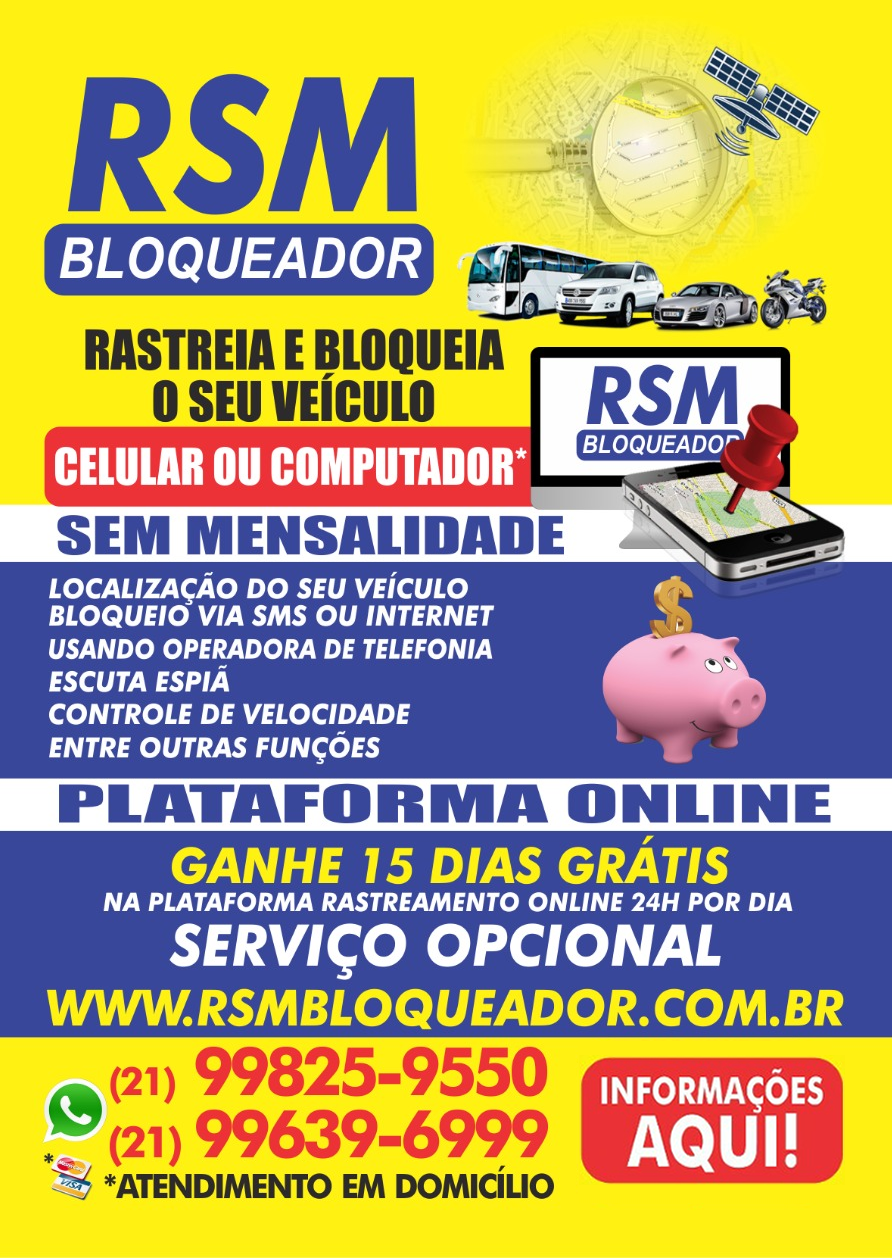 RSM
BLOQUEADOR
RASTREIA E BLOQUEIA
O SEU VEÍCULO
CELULAR OU COMPUTADOR*
RSM
BLOQUEADOR
SEM MENSALIDADE
LOCALIZAÇÃO DO SEU VEÍCULO
BLOQUEIO VIA SMS OU INTERNET
USANDO OPERADORA DE TELEFONIA
ESCUTA ESPIÃ
CONTROLE DE VELOCIDADE
ENTRE OUTRAS FUNÇÕES
PLATAFORMA ONLINE
GANHE 15 DIAS GRÁTIS
NA PLATAFORMA RASTREAMENTO ONLINE 24H POR DIA
SERVIÇO OPCIONAL
WWW.RSMBLOQUEADOR.COM.BR
(21) 99825-9550
(21) 99639-6999
INFORMAÇÕES
AQUI!
*
VISA
*ATENDIMENTO EM DOMICÍLIO